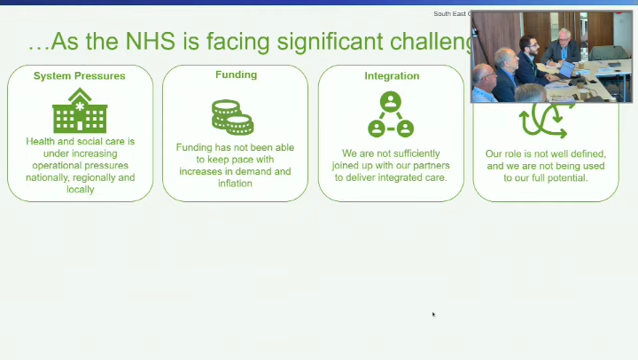 South East
…As the NHS is facing significant
System Pressures
Health and social care is
under increasing
operational pressures
nationally, regionally and
locally
Funding
Funding has not been able
to keep pace with
increases in demand and
inflation
Integration
We are not sufficiently
joined up with our partners
to deliver integrated care.
Our role is not well defined,
and we are not being used
to our full potential.